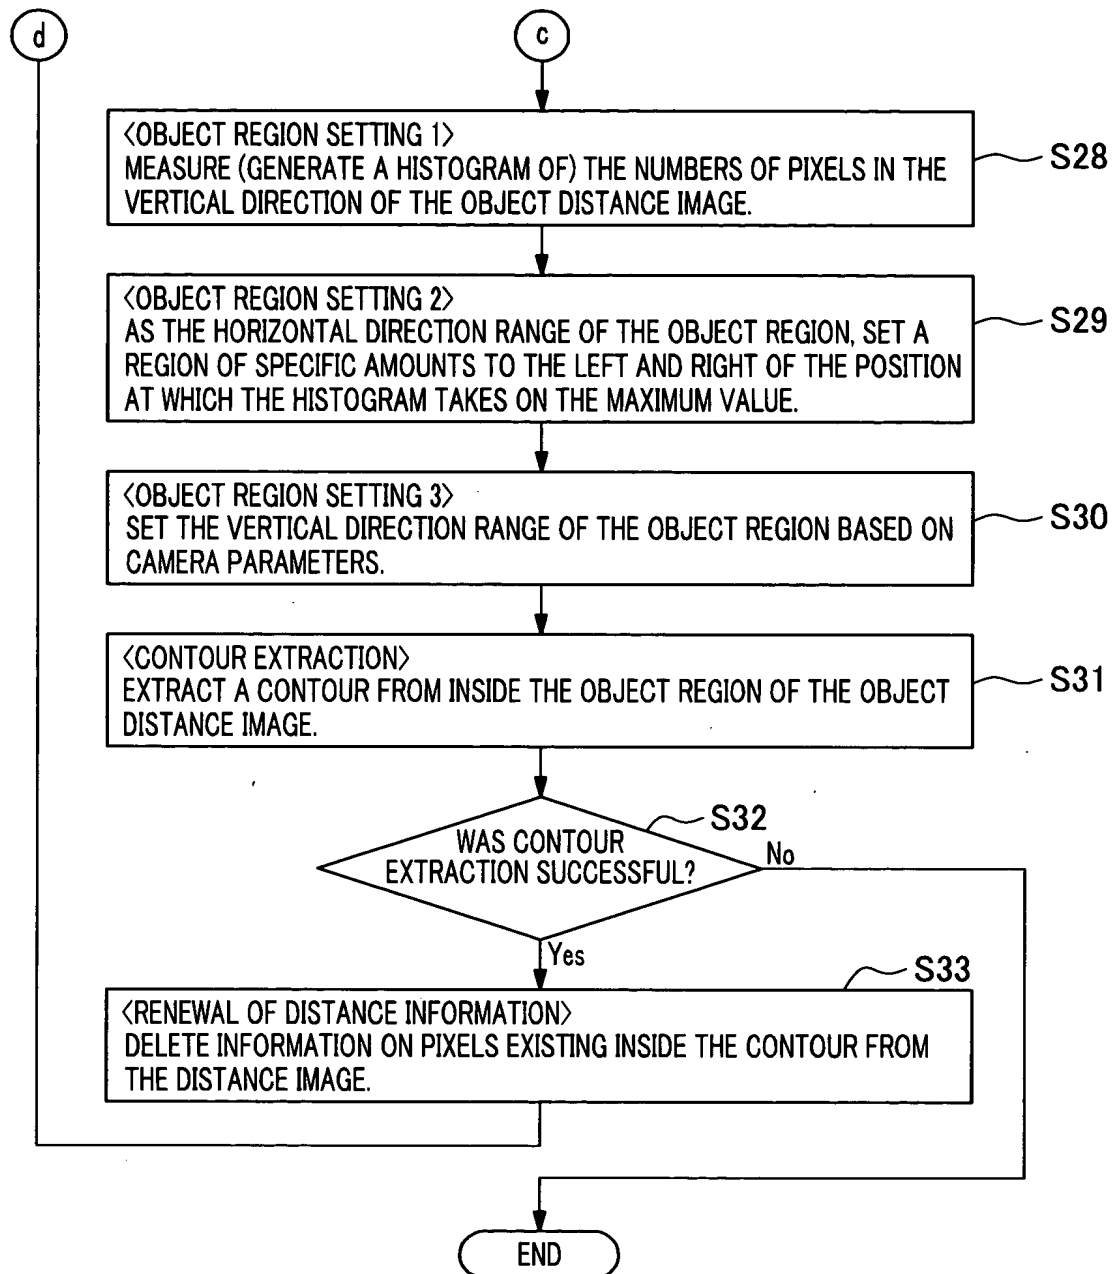 d
c
<OBJECT REGION SETTING 1>
MEASURE (GENERATE A HISTOGRAM OF) THE NUMBERS OF PIXELS IN THE
VERTICAL DIRECTION OF THE OBJECT DISTANCE IMAGE.
S28
<OBJECT REGION SETTING 2>
AS THE HORIZONTAL DIRECTION RANGE OF THE OBJECT REGION, SET A
REGION OF SPECIFIC AMOUNTS TO THE LEFT AND RIGHT OF THE POSITION
AT WHICH THE HISTOGRAM TAKES ON THE MAXIMUM VALUE.
S29
<OBJECT REGION SETTING 3>
SET THE VERTICAL DIRECTION RANGE OF THE OBJECT REGION BASED ON
CAMERA PARAMETERS.
S30
<CONTOUR EXTRACTION>
EXTRACT A CONTOUR FROM INSIDE THE OBJECT REGION OF THE OBJECT
DISTANCE IMAGE.
S31
WAS CONTOUR
EXTRACTION SUCCESSFUL?
S32
No
Yes
S33
<RENEWAL OF DISTANCE INFORMATION>
DELETE INFORMATION ON PIXELS EXISTING INSIDE THE CONTOUR FROM
THE DISTANCE IMAGE.
END